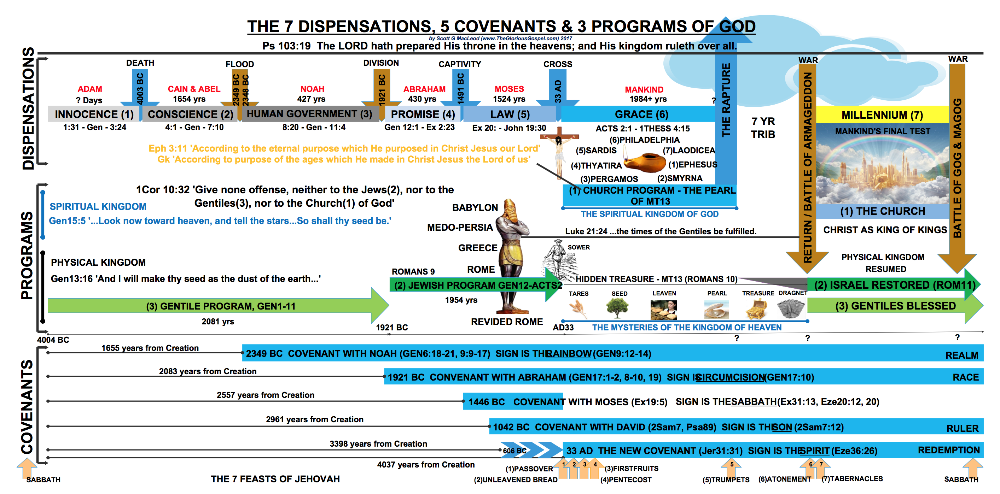 THE 7 DISPENSATIONS, 5 COVENANTS & 3 PROGRAMS OF GOD
by Scott G MacLeod (www.TheGloriousGospel.com) 2017
Ps 103:19 The LORD hath prepared His throne in the heavens; and His kingdom ruleth over all.
DISPENSATIONS
DEATH
FLOOD
DIVISION
CAPTIVITY
CROSS
WAR
WAR
4003 BC
2349 BC
2348 BC
1921 BC
1491 BC
33 AD
THE RAPTURE
RETURN / BATTLE OF ARMAGEDDON
BATTLE OF GOG & MAGOG
ADAM
CAIN & ABEL
NOAH
ABRAHAM
MOSES
MANKIND
? Days
1654 yrs
427 yrs
430 yrs
1524 yrs
1984+ yrs
?
INNOCENCE (1)
CONSCIENCE (2)
HUMAN GOVERNMENT (3)
PROMISE (4)
LAW (5)
GRACE (6)
7 YR
TRIB
MILLENNIUM (7)
1:31 - Gen - 3:24
4:1 - Gen - 7:10
8:20 - Gen - 11:4
Gen 12:1 - Ex 2:23
Ex 20: - John 19:30
ACTS 2:1 - 1THESS 4:15
MANKIND'S FINAL TEST
(6)PHILADELPHIA
(5)SARDIS
(7)LAODICEA
(4)THYATIRA
(1)EPHESUS
(3)PERGAMOS
(2)SMYRNA
Eph 3:11 'According to the eternal purpose which He purposed in Christ Jesus our Lord'
Gk 'According to purpose of the ages which He made in Christ Jesus the Lord of us'
PROGRAMS
1Cor 10:32 'Give none offense, neither to the Jews(2), nor to the
Gentiles(3), nor to the Church(1) of God'
(1) CHURCH PROGRAM - THE PEARL
OF MT13
THE SPIRITUAL KINGDOM OF GOD
(1) THE CHURCH
CHRIST AS KING OF KINGS
SPIRITUAL KINGDOM
Gen15:5 '...Look now toward heaven, and tell the stars...So shall thy seed be.'
BABYLON
MEDO-PERSIA
GREECE
ROME
REVIDED ROME
Luke 21:24 ...the times of the Gentiles be fulfilled.
SOWER
PHYSICAL KINGDOM
Gen13:16 'And I will make thy seed as the dust of the earth...'
PHYSICAL KINGDOM
RESUMED
ROMANS 9
(2) JEWISH PROGRAM GEN12-ACTS2
1954 yrs
HIDDEN TREASURE - MT13 (ROMANS 10)
(2) ISRAEL RESTORED (ROM11)
TARES
SEED
LEAVEN
PEARL
TREASURE
DRAGNET
(3) GENTILE PROGRAM, GEN1-11
2081 yrs
(3) GENTILES BLESSED
THE MYSTERIES OF THE KINGDOM OF HEAVEN
4004 BC
1921 BC
AD33
?
?
?
COVENANTS
1655 years from Creation
2349 BC COVENANT WITH NOAH (GEN6:18-21, 9:9-17) SIGN IS THE RAINBOW (GEN9:12-14)
REALM
2083 years from Creation
1921 BC CONVENANT WITH ABRAHAM (GEN17:1-2, 8-10, 19) SIGN IS CIRCUMCISION (GEN17:10)
RACE
2557 years from Creation
1446 BC COVENANT WITH MOSES (Ex19:5) SIGN IS THE SABBATH (Ex31:13, Eze20:12, 20)
2961 years from Creation
1042 BC COVENANT WITH DAVID (2Sam7, Psa89) SIGN IS THE SON (2Sam7:12)
RULER
3398 years from Creation
606 BC
33 AD THE NEW COVENANT (Jer31:31) SIGN IS THE SPIRIT (Eze36:26)
REDEMPTION
4037 years from Creation
1
2
3
4
5
6
7
(1)PASSOVER
(3)FIRSTFRUITS
SABBATH
THE 7 FEASTS OF JEHOVAH
(2)UNLEAVENED BREAD
(4)PENTECOST
(5)TRUMPETS
(6)ATONEMENT
(7)TABERNACLES
SABBATH